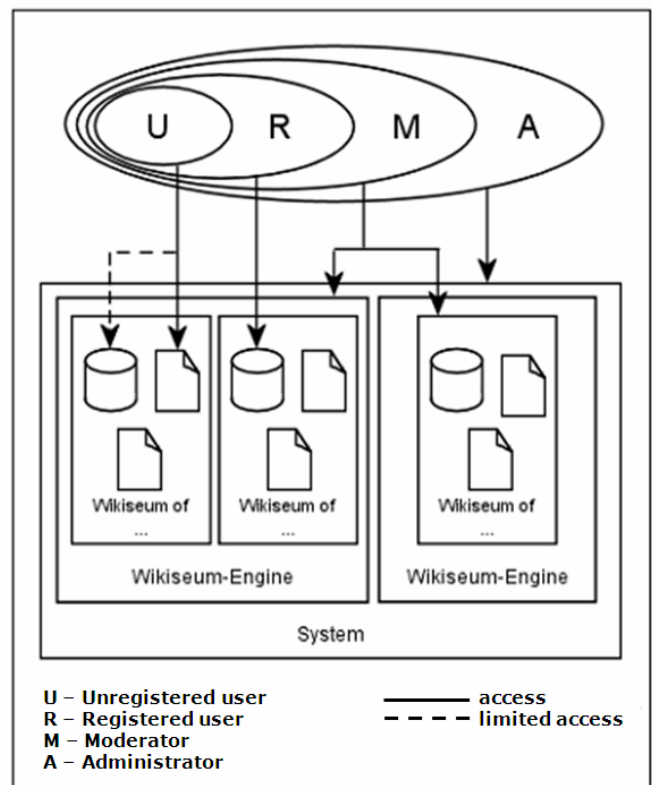 U R M A
Wikiseum of
...
Wikiseum of
...
Wikiseum of
...
Wikiseum-Engine
Wikiseum-Engine
System
U – Unregistered user
R – Registered user
M – Moderator
A – Administrator
access
limited access